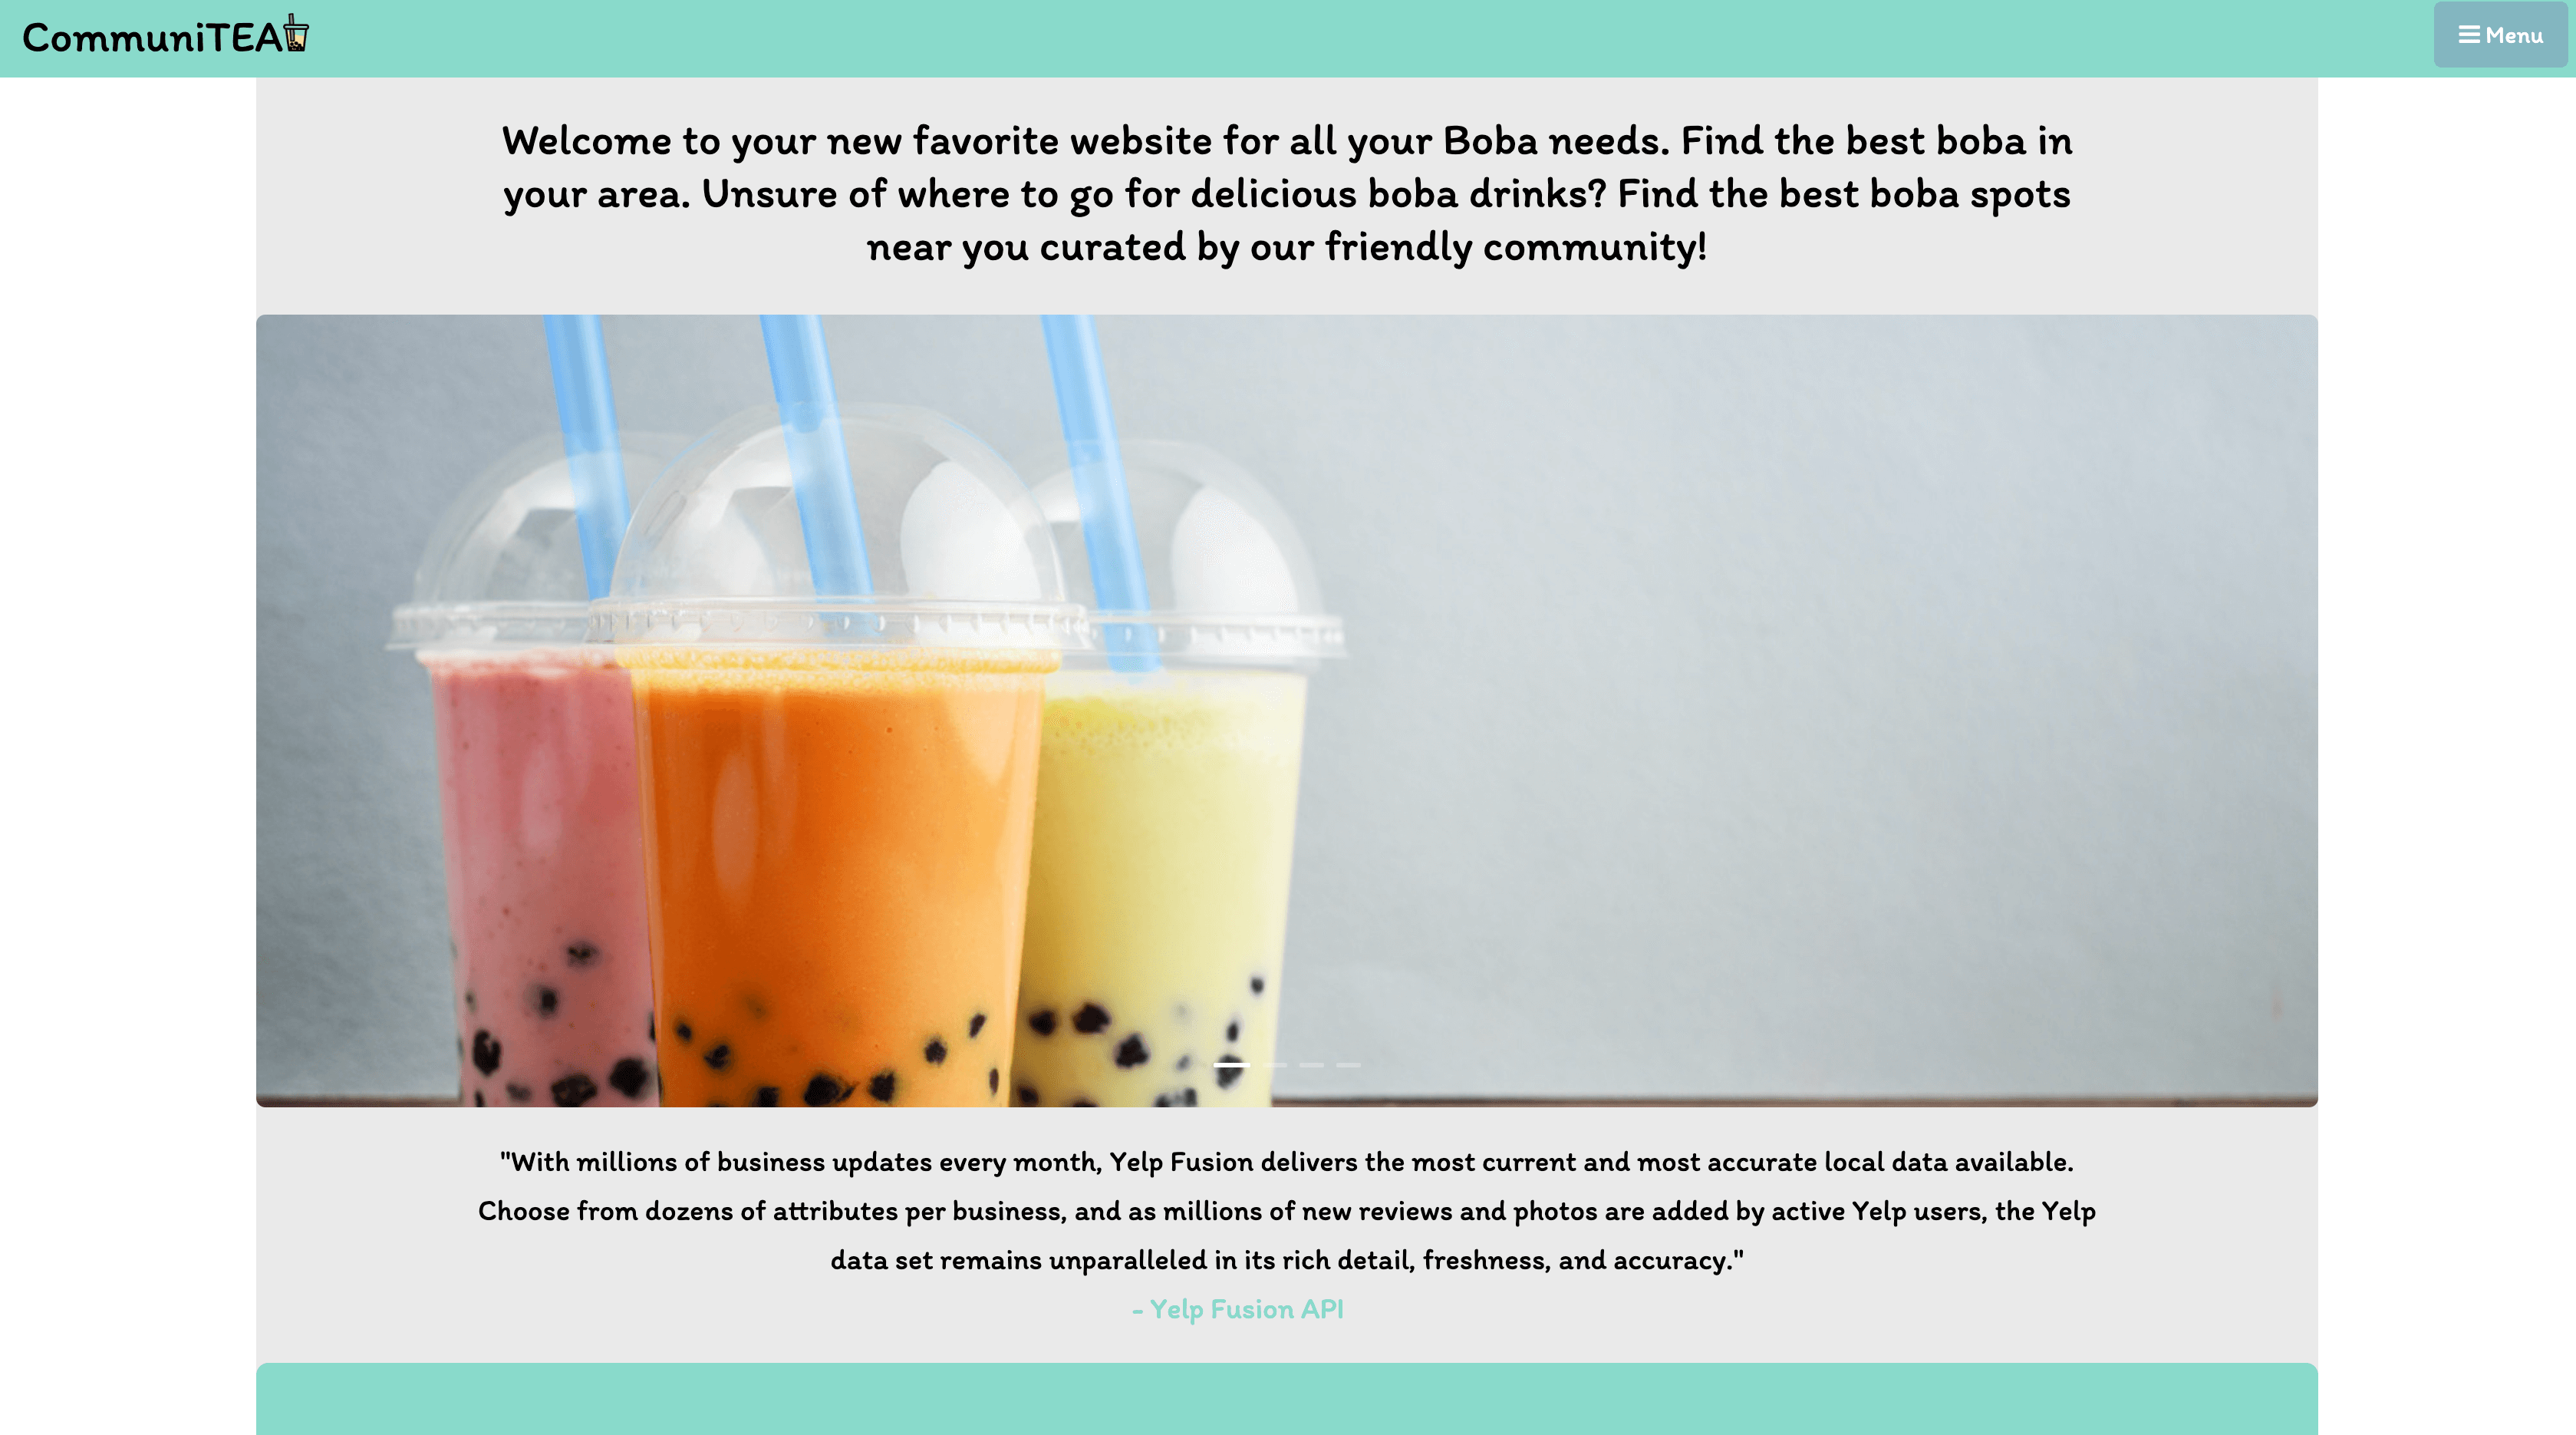 CommuniTEA
Menu
Welcome to your new favorite website for all your Boba needs. Find the best boba in
your area. Unsure of where to go for delicious boba drinks? Find the best boba spots
near you curated by our friendly community!
"With millions of business updates every month, Yelp Fusion delivers the most current and most accurate local data available.
Choose from dozens of attributes per business, and as millions of new reviews and photos are added by active Yelp users, the Yelp
data set remains unparalleled in its rich detail, freshness, and accuracy."
- Yelp Fusion API